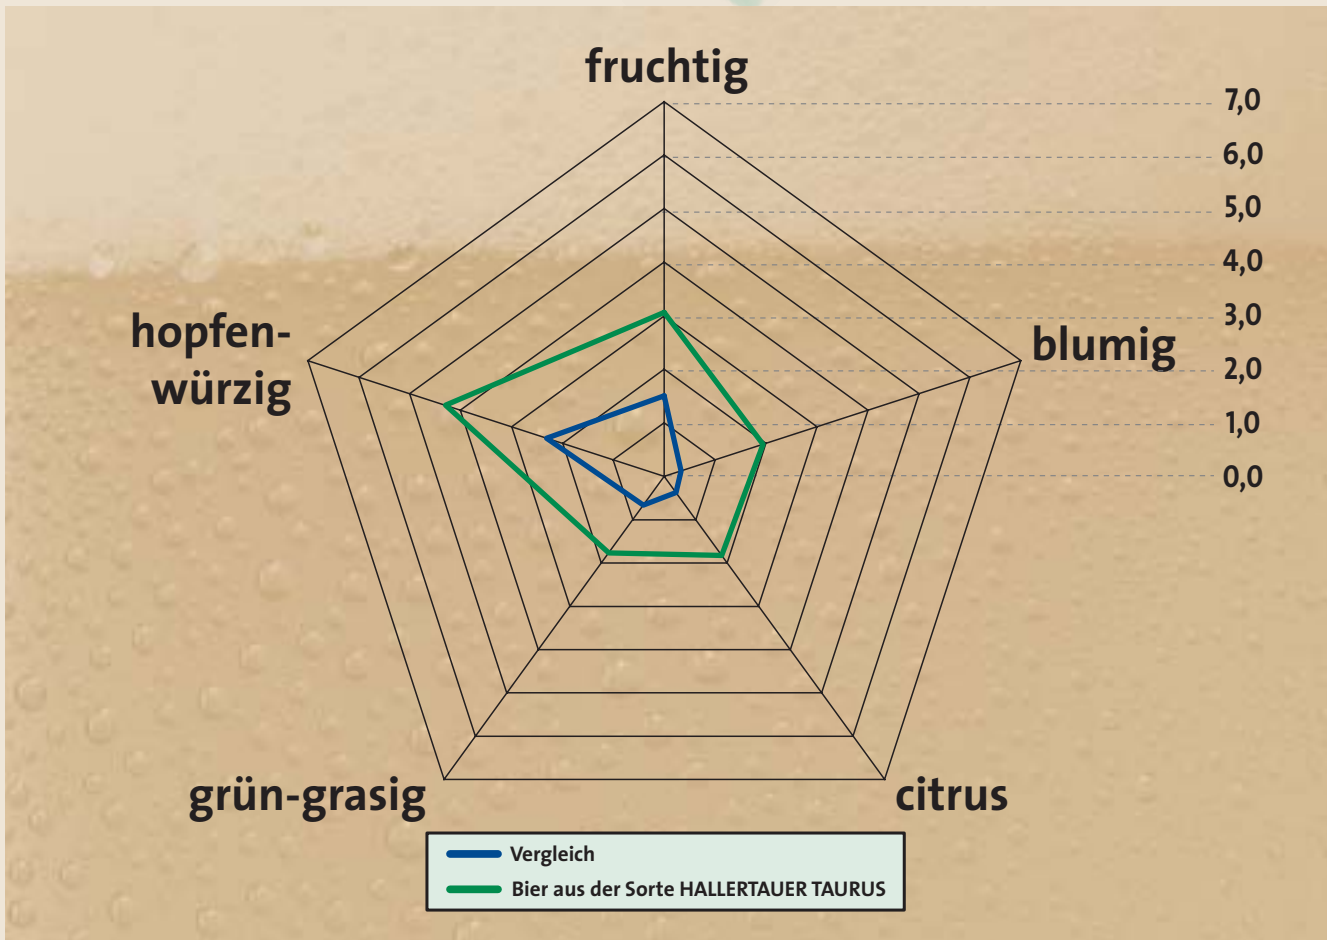 fruchtig
7,0
6,0
5,0
4,0
3,0
2,0
1,0
0,0
blumig
hopfen-
würzig
grün-grasig
citrus
Vergleich
Bier aus der Sorte HALLERTAUER TAURUS